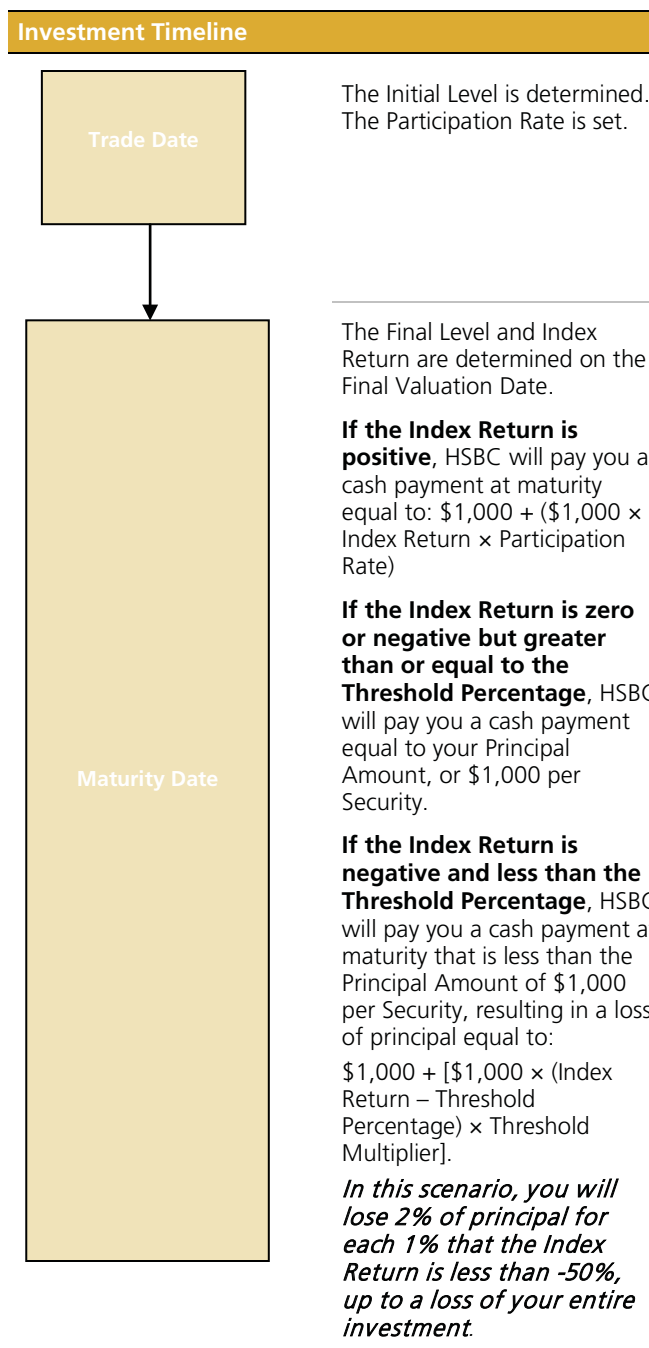 Investment Timeline
Trade Date
The Initial Level is determined.
The Participation Rate is set.
The Final Level and Index
Return are determined on the
Final Valuation Date.
If the Index Return is
positive, HSBC will pay you a
cash payment at maturity
equal to: $1,000 + ($1,000 ×
Index Return × Participation
Rate)
If the Index Return is zero
or negative but greater
than or equal to the
Threshold Percentage, HSBC
will pay you a cash payment
equal to your Principal
Amount, or $1,000 per
Security.
Maturity Date
If the Index Return is
negative and less than the
Threshold Percentage, HSBC
will pay you a cash payment a
maturity that is less than the
Principal Amount of $1,000
per Security, resulting in a loss
of principal equal to:
$1,000 + [$1,000 × (Index
Return – Threshold
Percentage) × Threshold
Multiplier].
In this scenario, you will
lose 2% of principal for
each 1% that the Index
Return is less than -50%,
up to a loss of your entire
investment.